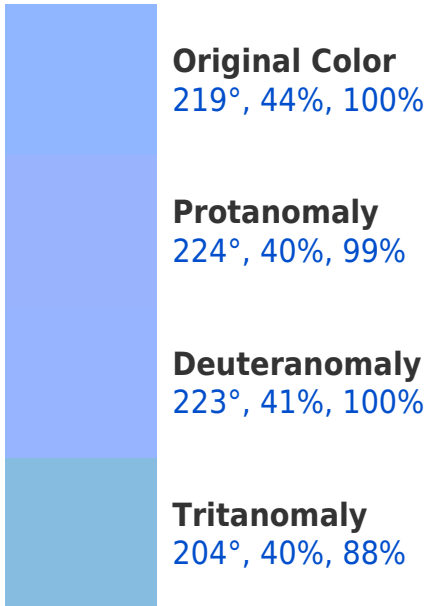 Original Color
219°, 44%, 100%
Protanomaly
224°, 40%, 99%
Deuteranomaly
223°, 41%, 100%
Tritanomaly
204°, 40%, 88%